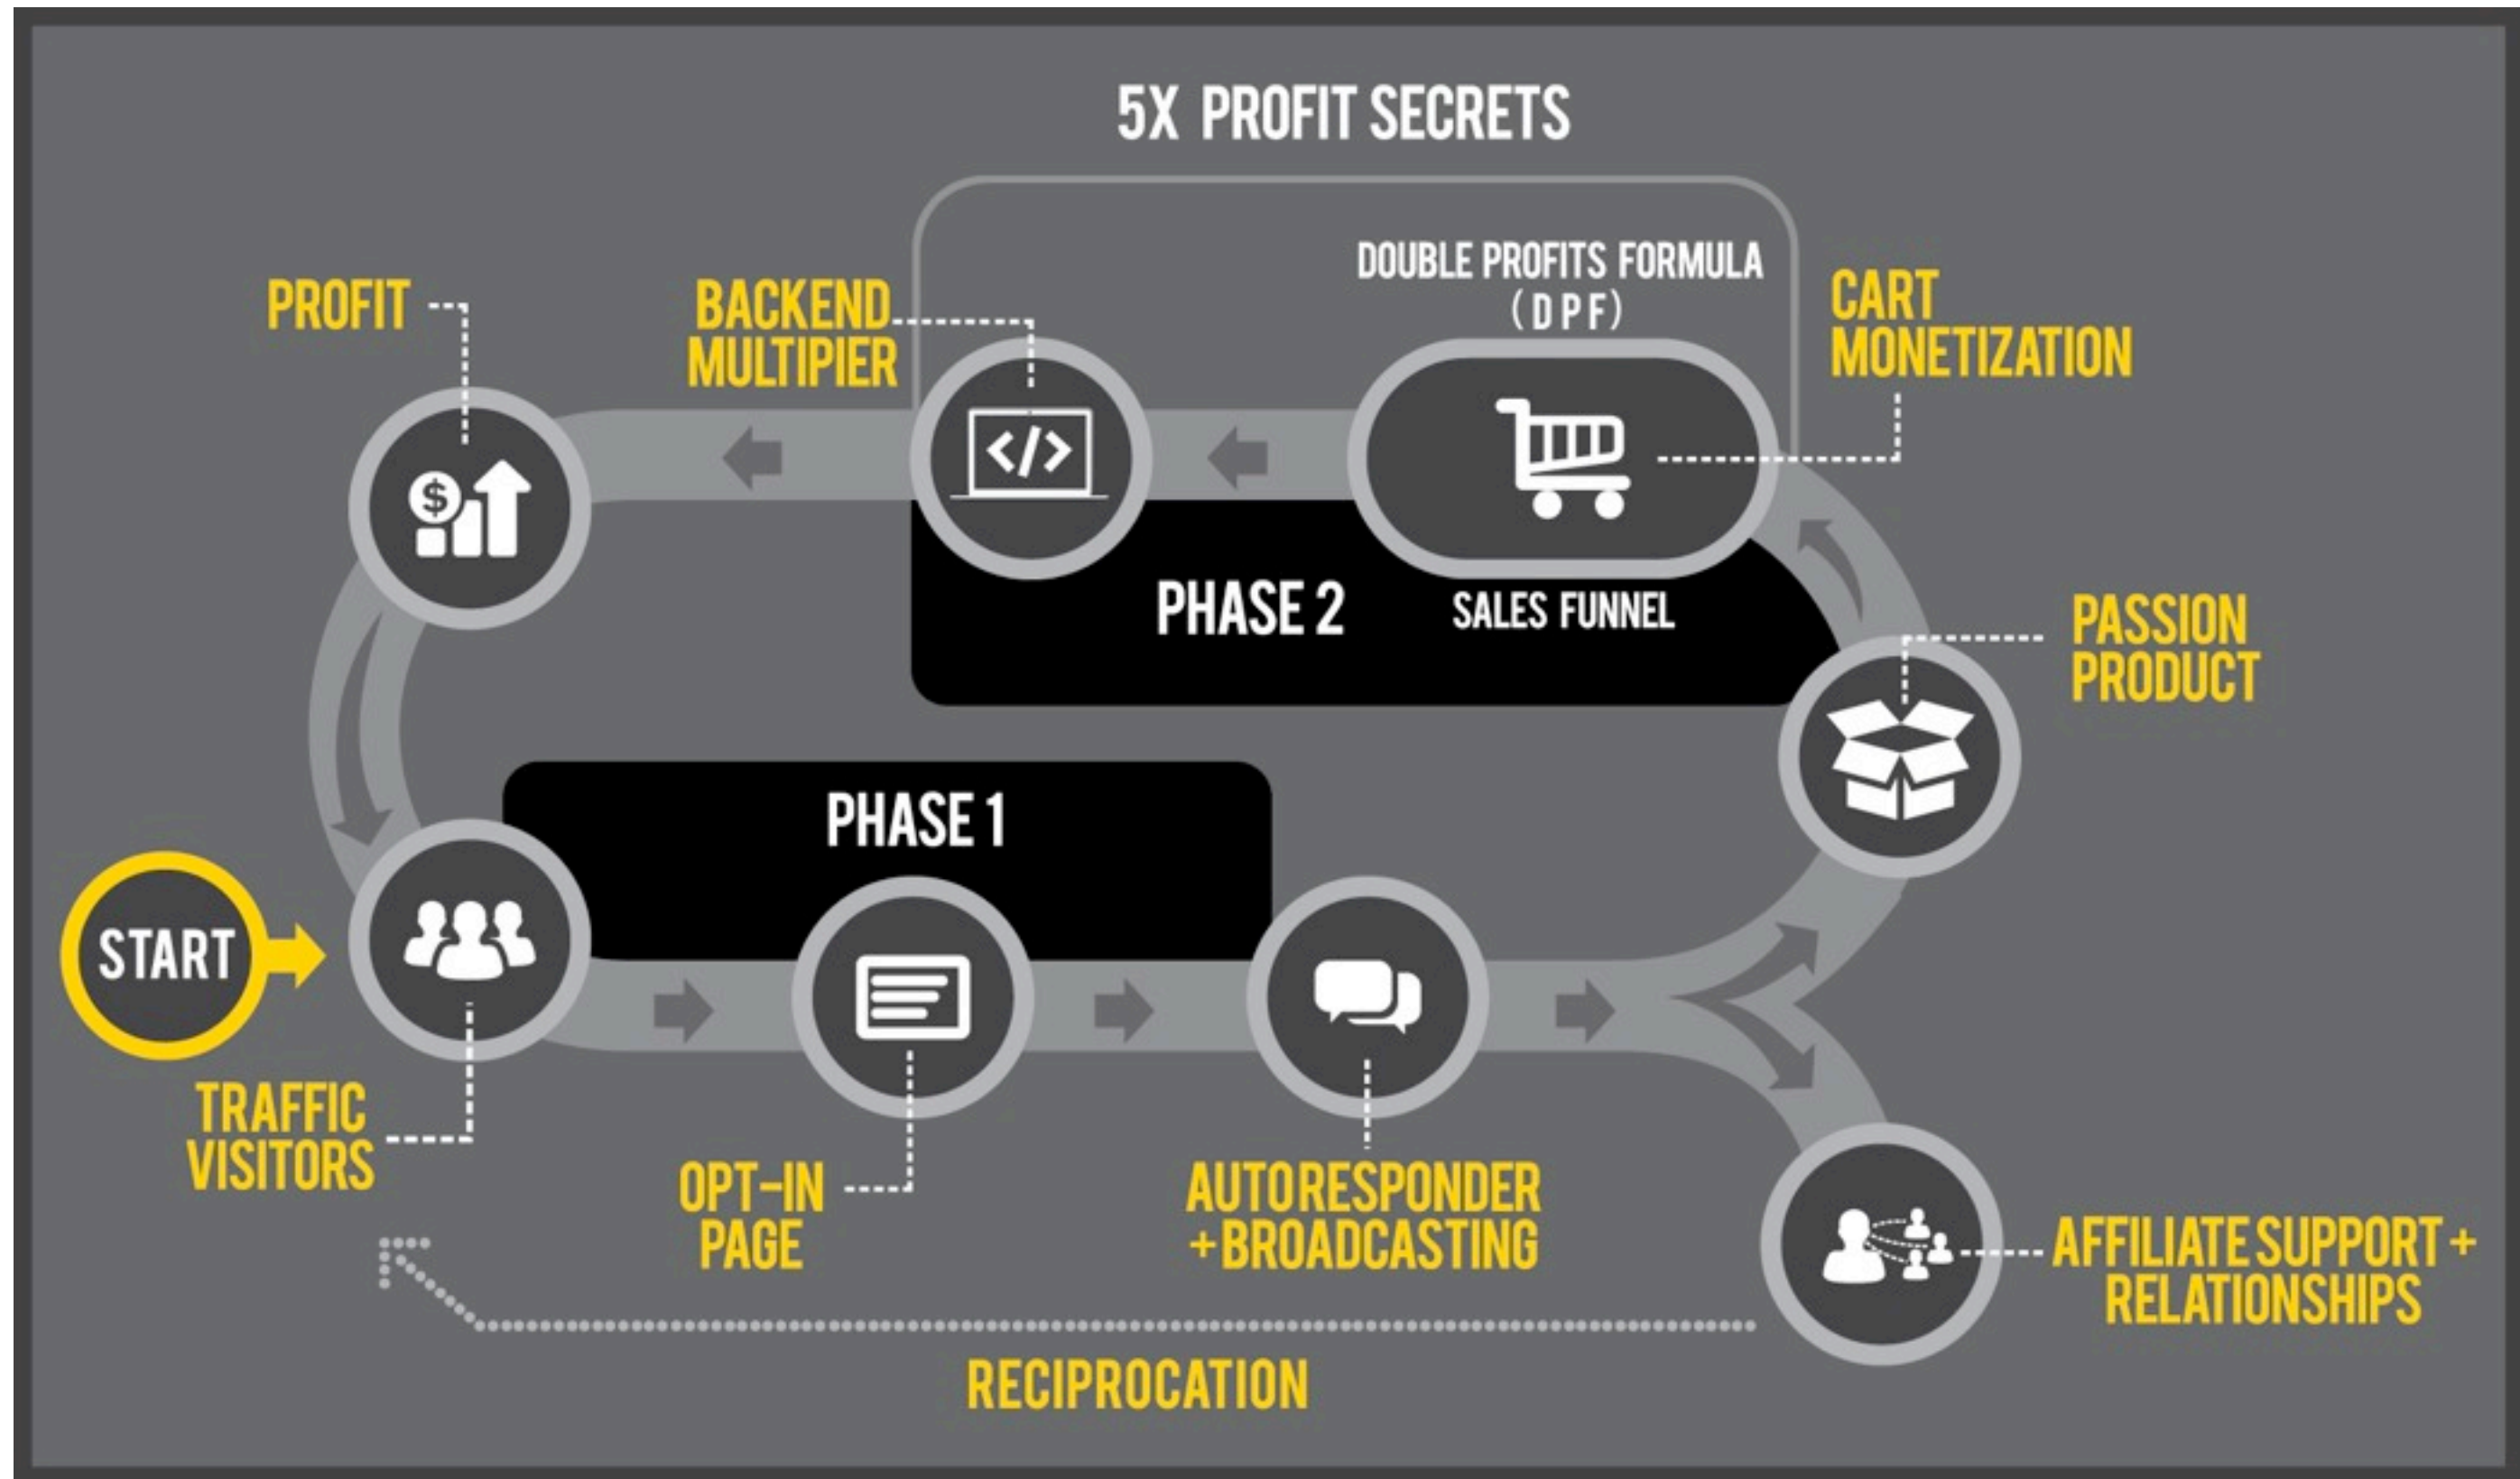 5X PROFIT SECRETS
DOUBLE PROFITS FORMULA
(DPF)
PROFIT
BACKEND
MULTIPIER
CART
MONETIZATION
$
</>
PHASE 2
SALES FUNNEL
PASSION
PRODUCT
PHASE 1
START
TRAFFIC
VISITORS
OPT-IN
PAGE
AUTORESPONDER
+BROADCASTING
AFFILIATE SUPPORT +
RELATIONSHIPS
RECIPROCATION